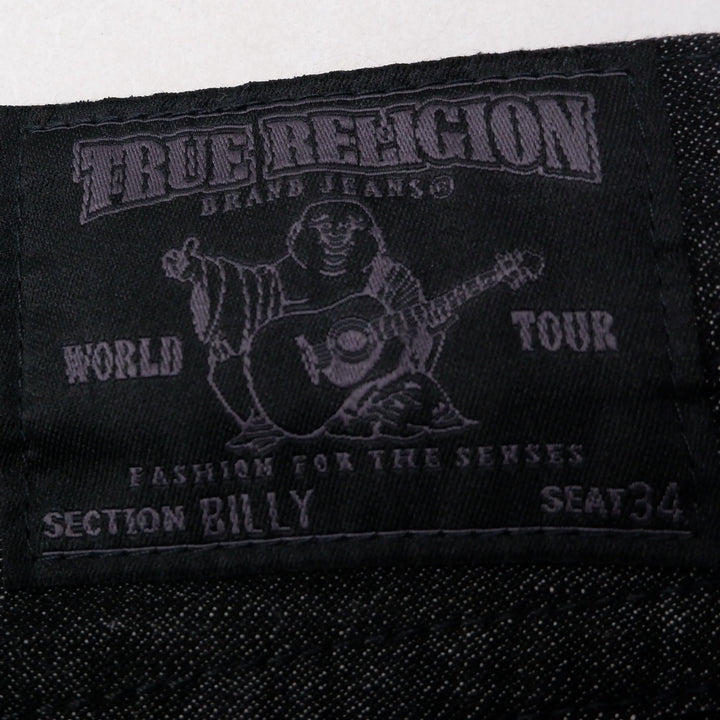 TRUE RELIGION
BRAND JEANS®
WORLD TOUR
FASHION FOR THE SENSES
SECTION BILLY SEAT 34